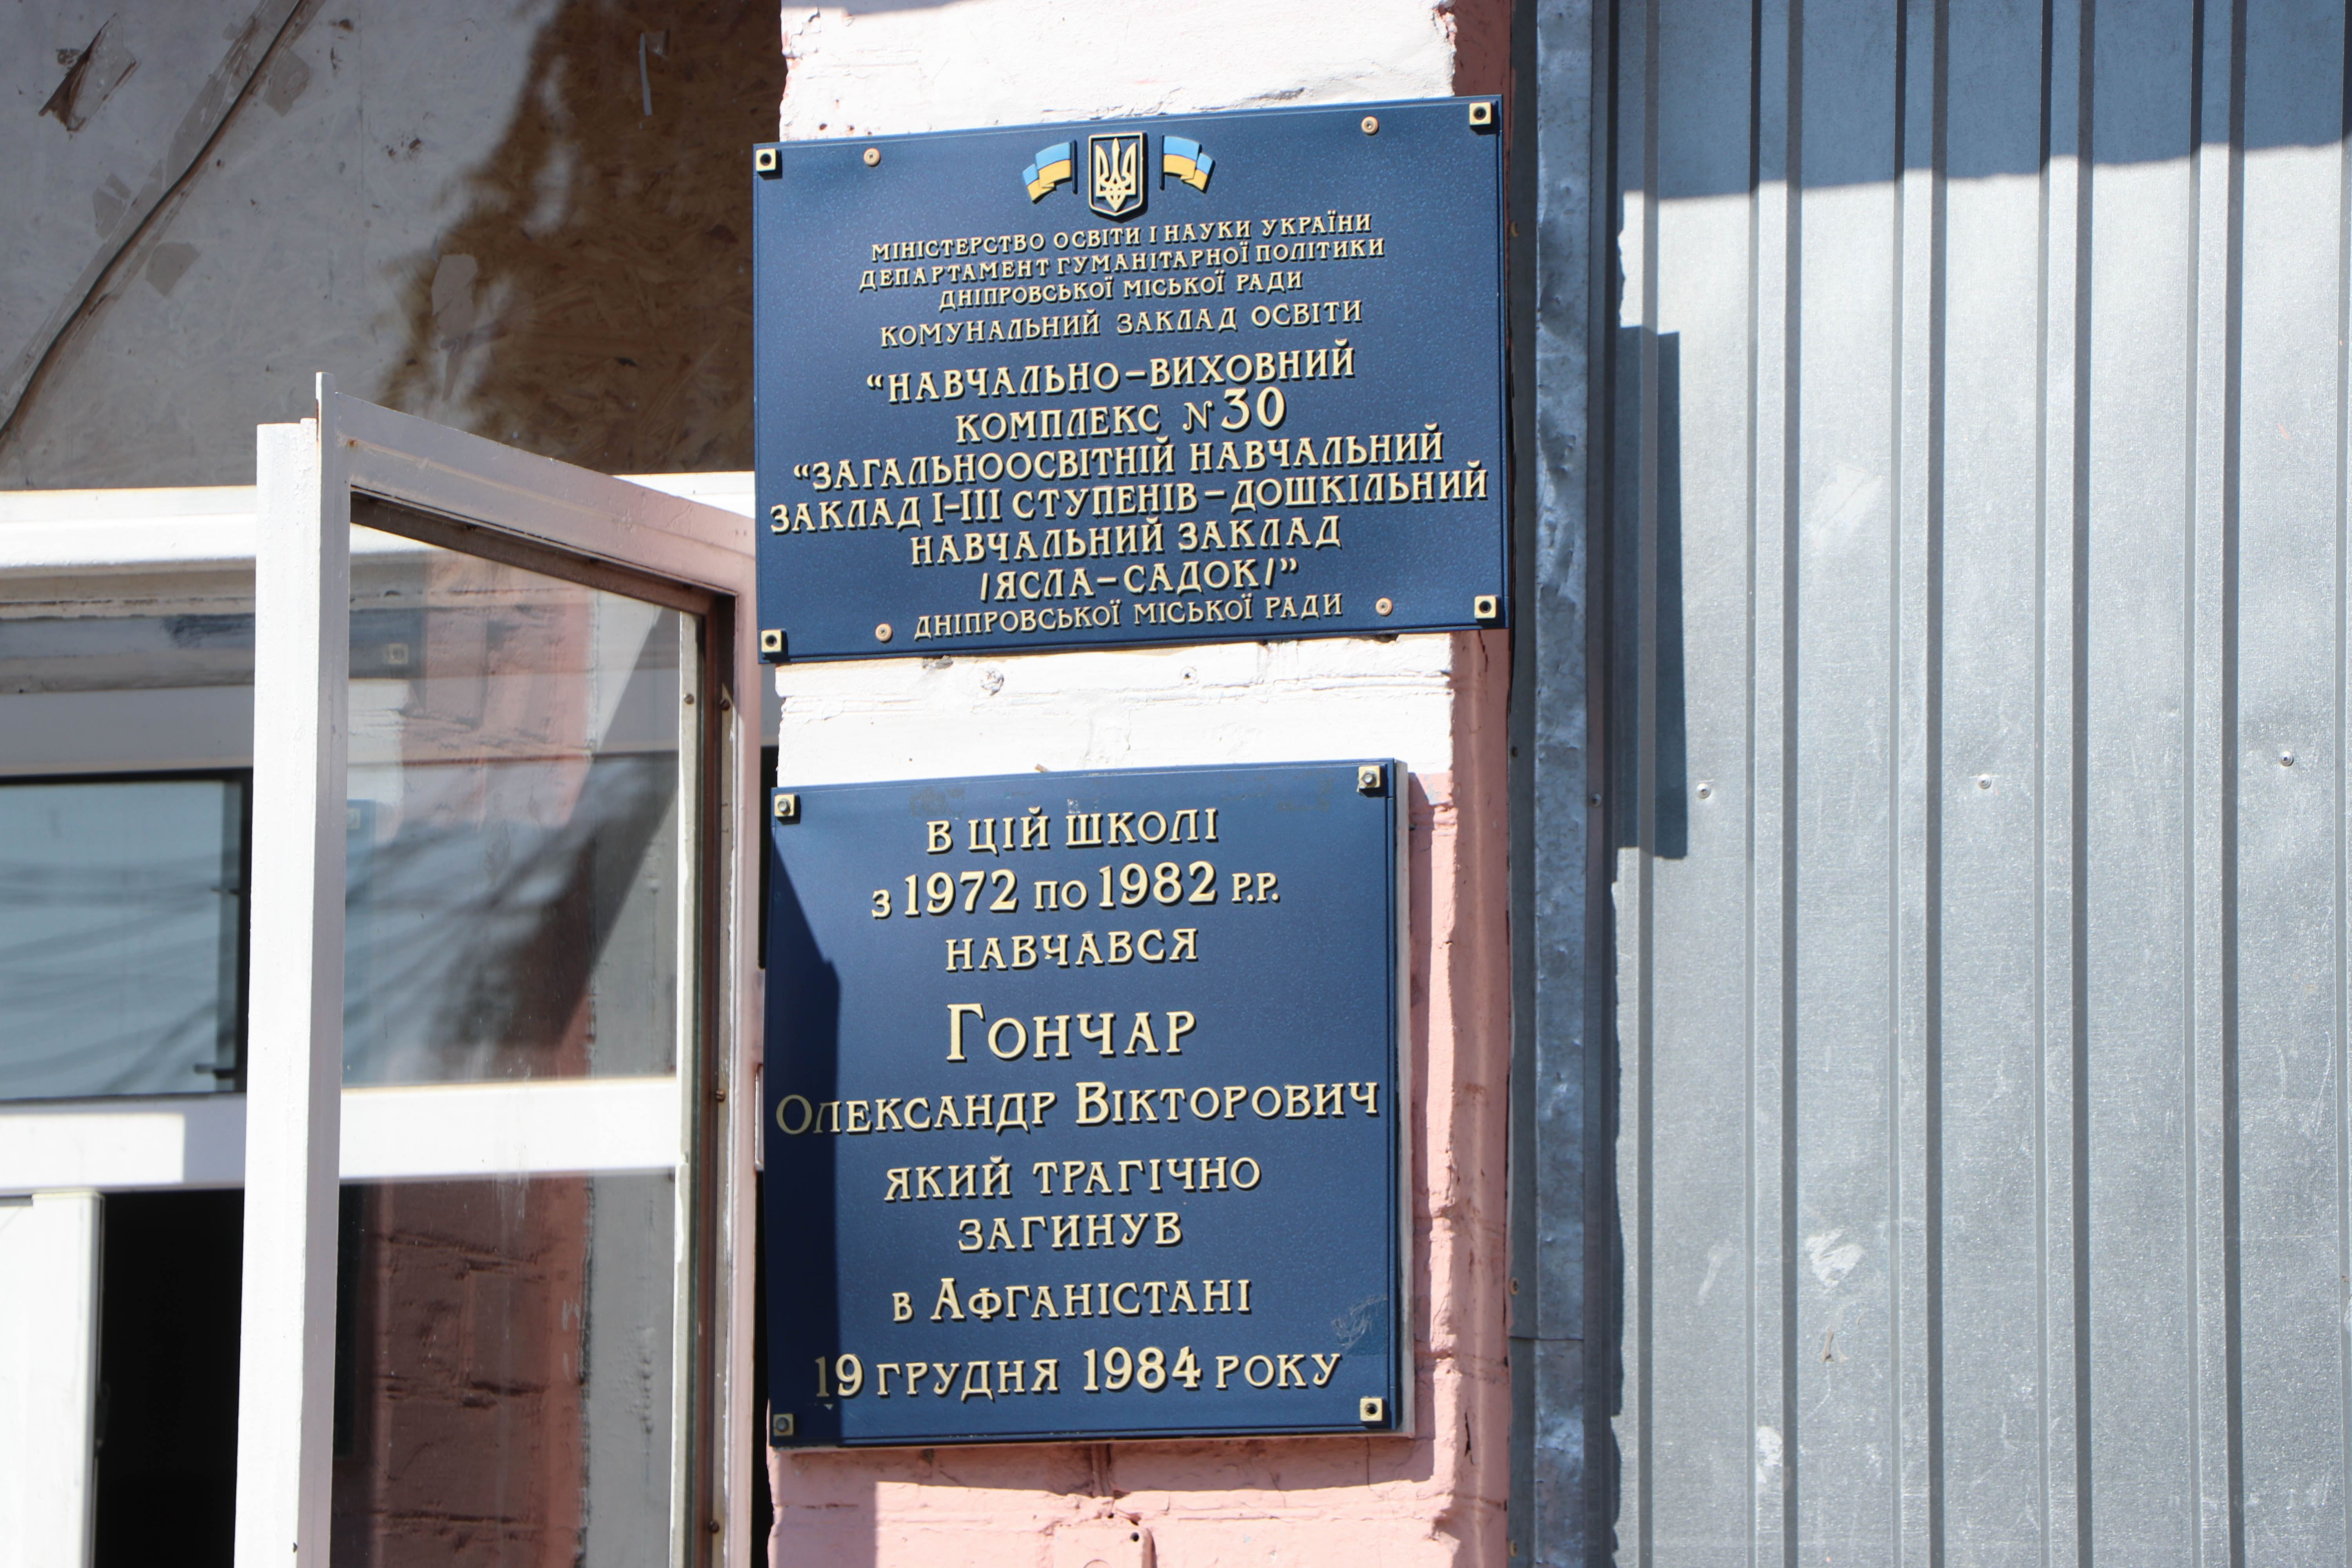 МІНІСТЕРСТВО ОСВІТИ І НАУКИ УКРАЇНИ
ДЕПАРТАМЕНТ ГУМАНІТАРНОЇ ПОЛІТИКИ
ДНІПРОВСЬКОЇ МІСЬКОЇ РАДИ
КОМУНАЛЬНИЙ ЗАКЛАД ОСВІТИ
“НАВЧАЛЬНО–ВИХОВНИЙ
КОМПЛЕКС N 30
“ЗАГАЛЬНООСВІТНІЙ НАВЧАЛЬНИЙ
ЗАКЛАД І-ІІІ СТУПЕНІВ–ДОШКІЛЬНИЙ
НАВЧАЛЬНИЙ ЗАКЛАД
/ЯСЛА–САДОК/”
ДНІПРОВСЬКОЇ МІСЬКОЇ РАДИ
В ЦІЙ ШКОЛІ
З 1972 ПО 1982 Р.Р.
НАВЧАВСЯ
ГОНЧАР
ОЛЕКСАНДР ВІКТОРОВИЧ
ЯКИЙ ТРАГІЧНО
ЗАГИНУВ
В АФГАНІСТАНІ
19 ГРУДНЯ 1984 РОКУ